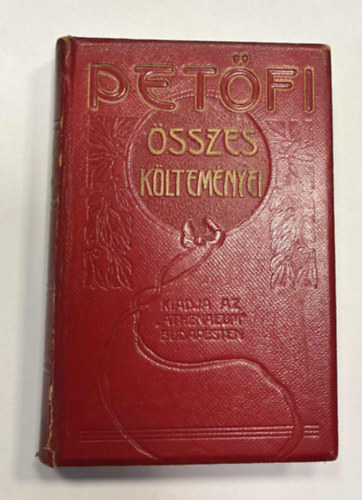 PETŐFI
ÖSSZES
KÖLTEMÉNYEI
KIADJA AZ
"ATHENAEUM"
BUDAPESTEN